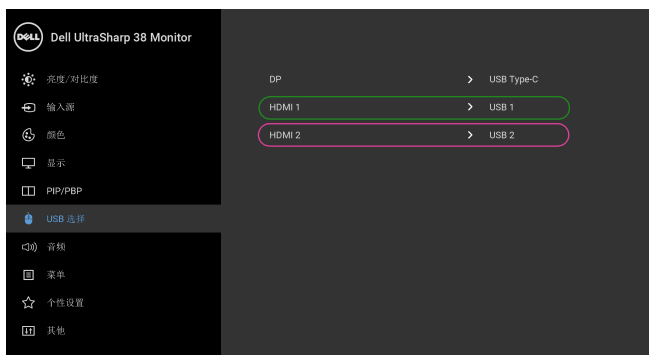 DELL Dell UltraSharp 38 Monitor
亮度/对比度
DP > USB Type-C
输入源
HDMI 1 > USB 1
颜色
HDMI 2 > USB 2
显示
PIP/PBP
USB 选择
音频
菜单
个性设置
其他